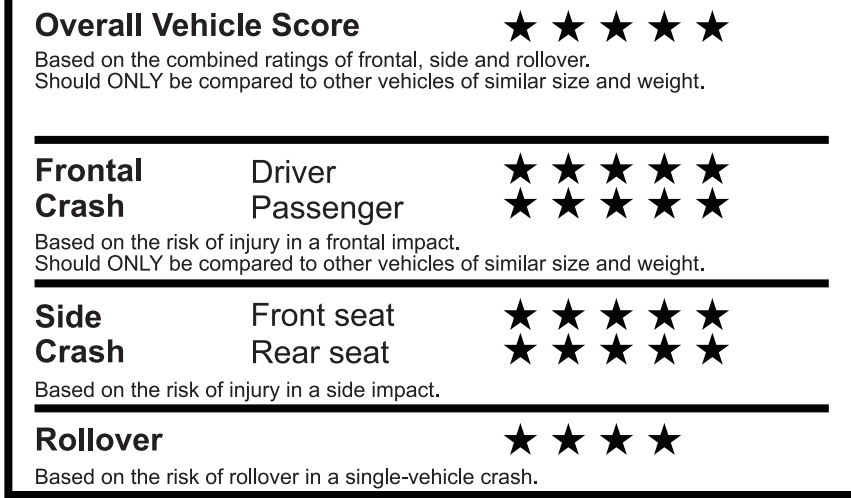 Overall Vehicle Score ★ ★ ★ ★ ★
Based on the combined ratings of frontal, side and rollover.
Should ONLY be compared to other vehicles of similar size and weight.
Frontal Driver ★ ★ ★ ★ ★
Crash Passenger ★ ★ ★ ★ ★
Based on the risk of injury in a frontal impact.
Should ONLY be compared to other vehicles of similar size and weight.
Side Front seat ★ ★ ★ ★ ★
Crash Rear seat ★ ★ ★ ★ ★
Based on the risk of injury in a side impact.
Rollover ★ ★ ★ ★
Based on the risk of rollover in a single-vehicle crash.